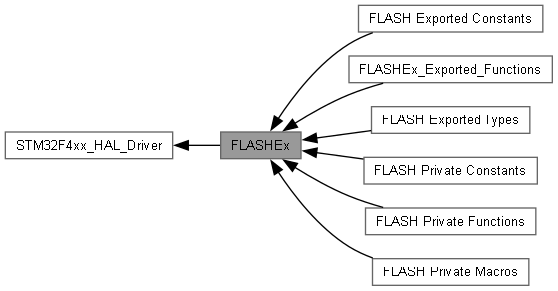 FLASH Exported Constants
FLASHEx_Exported_Functions
FLASH Exported Types
STM32F4xx_HAL_Driver
FLASHEx
FLASH Private Constants
FLASH Private Functions
FLASH Private Macros